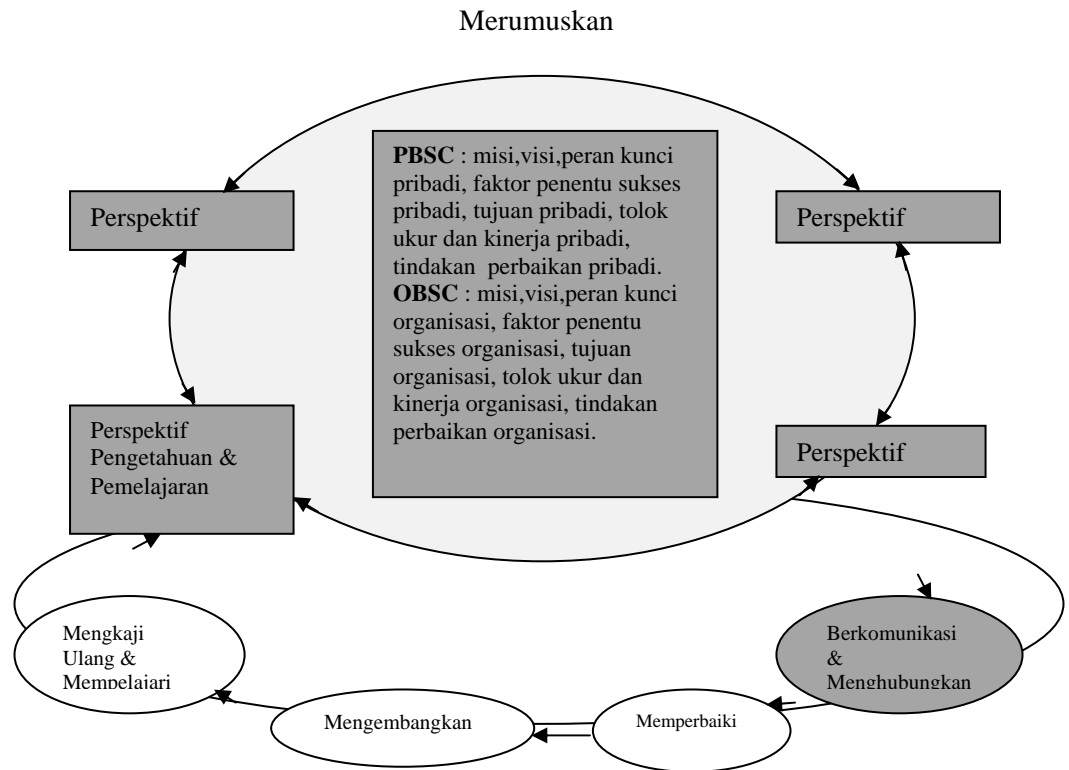 Merumuskan
PBSC : misi,visi,peran kunci
pribadi, faktor penentu sukses
pribadi, tujuan pribadi, tolok
ukur dan kinerja pribadi,
tindakan perbaikan pribadi.
OBSC : misi,visi,peran kunci
organisasi, faktor penentu
sukses organisasi, tujuan
organisasi, tolok ukur dan
kinerja organisasi, tindakan
perbaikan organisasi.
Perspektif
Perspektif
Perspektif
Pengetahuan &
Pemelajaran
Perspektif
Mengkaji
Ulang &
Mempelajari
Mengembangkan
Memperbaiki
Berkomunikasi
&
Menghubungkan